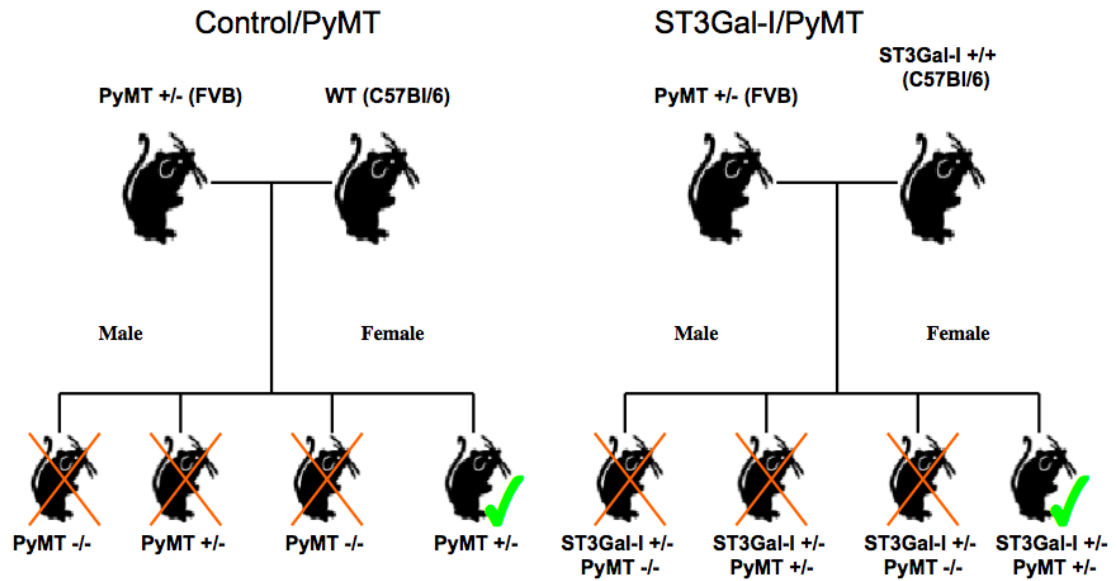 Control/PyMT
ST3Gal-I/PyMT
PyMT +/- (FVB)
WT (C57Bl/6)
PyMT +/- (FVB)
ST3Gal-I +/+
(C57Bl/6)
Male
Female
Male
Female
PyMT -/-
PyMT +/-
PyMT -/-
PyMT +/-
ST3Gal-I +/-
PyMT -/-
ST3Gal-I +/-
PyMT +/-
ST3Gal-I +/-
PyMT -/-
ST3Gal-I +/-
PyMT +/-